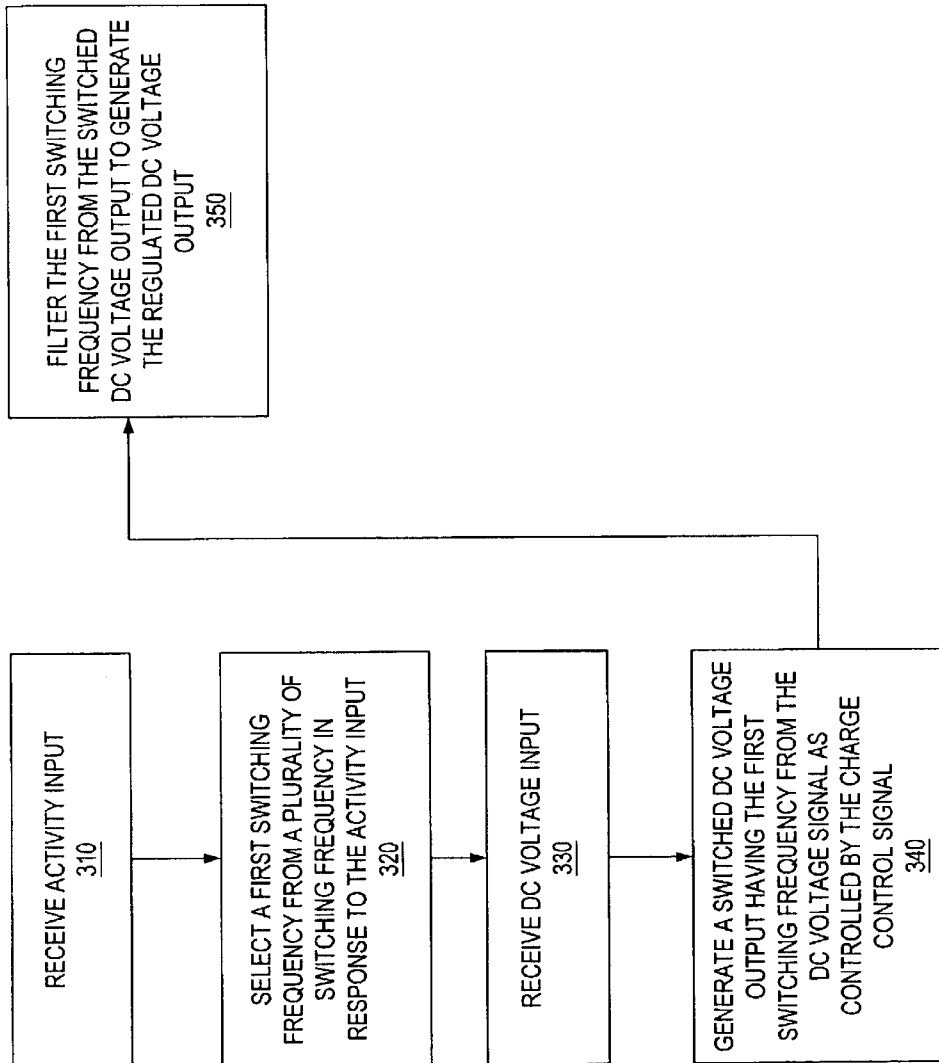 RECEIVE ACTIVITY INPUT
310
SELECT A FIRST SWITCHING
FREQUENCY FROM A PLURALITY OF
SWITCHING FREQUENCY IN
RESPONSE TO THE ACTIVITY INPUT
320
RECEIVE DC VOLTAGE INPUT
330
GENERATE A SWITCHED DC VOLTAGE
OUTPUT HAVING THE FIRST
SWITCHING FREQUENCY FROM THE
DC VOLTAGE SIGNAL AS
CONTROLLED BY THE CHARGE
CONTROL SIGNAL
340
FILTER THE FIRST SWITCHING
FREQUENCY FROM THE SWITCHED
DC VOLTAGE OUTPUT TO GENERATE
THE REGULATED DC VOLTAGE
OUTPUT
350